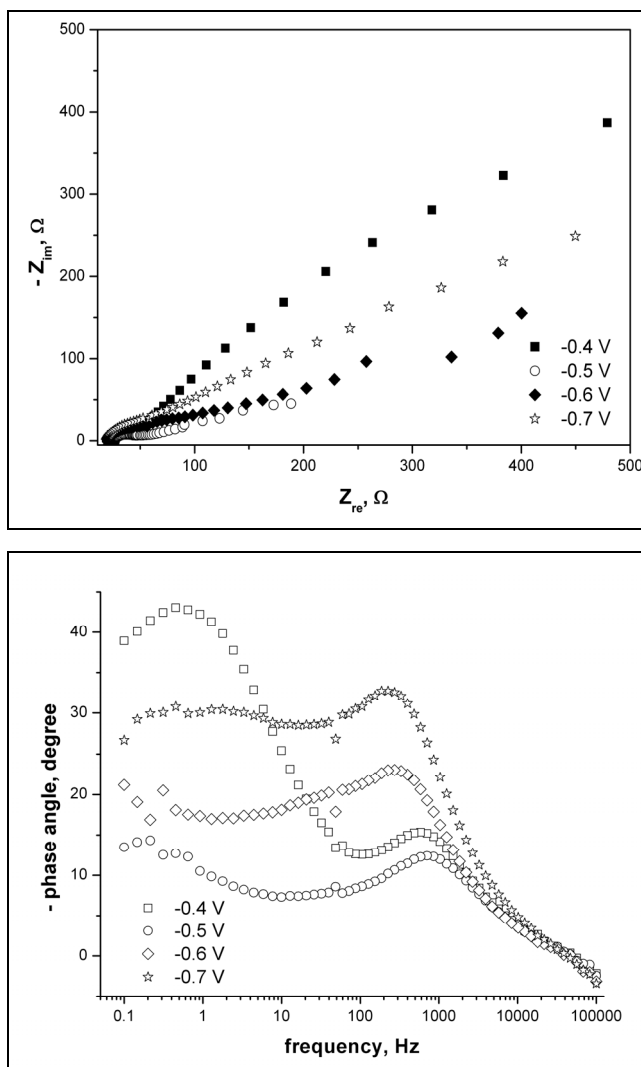 500
400
300
200
100
0
- Z_im, Ω
100
200
300
400
500
Z_re, Ω
-0.4 V
-0.5 V
-0.6 V
-0.7 V
40
30
20
10
0
- phase angle, degree
-0.4 V
-0.5 V
-0.6 V
-0.7 V
0.1
1
10
100
1000
10000
100000
frequency, Hz